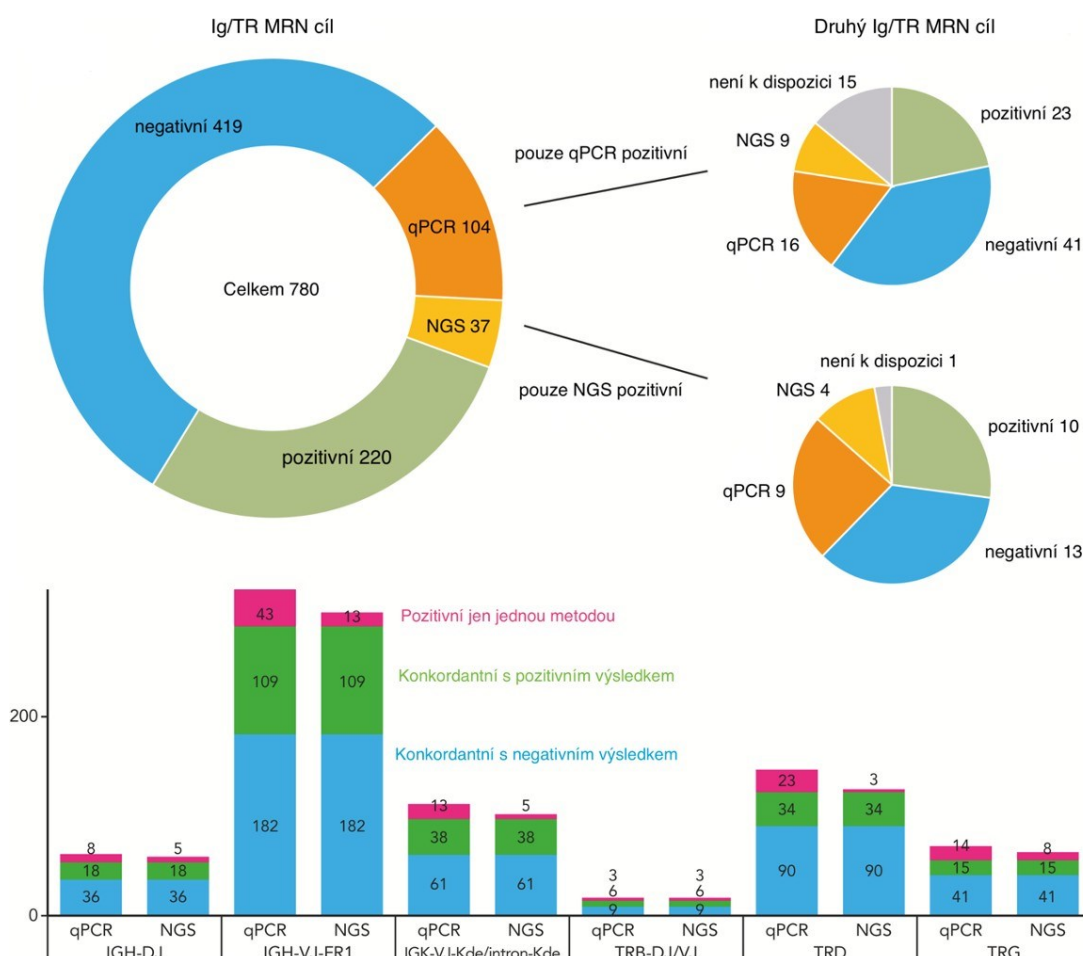 Ig/TR MRN cíl
Druhý Ig/TR MRN cíl
negativní 419
qPCR 104
Celkem 780
NGS 37
pozitivní 220
pouze qPCR pozitivní
pouze NGS pozitivní
není k dispozici 15
pozitivní 23
NGS 9
qPCR 16
negativní 41
není k dispozici 1
NGS 4
pozitivní 10
qPCR 9
negativní 13
Pozitivní jen jednou metodou
Konkordantní s pozitivním výsledkem
Konkordantní s negativním výsledkem
200
0
8 5 43 13 13 5 3 3 23 3 14 8
18 18 109 109 38 38 6 6 34 34 15 15
36 36 182 182 61 61 9 9 90 90 41 41
qPCR NGS qPCR NGS qPCR NGS qPCR NGS qPCR NGS qPCR NGS
IGH-DJ IGH-VJ-FR1 IGK-VJ-Kde/intron-Kde TRB-DJ/VJ TRD TRG